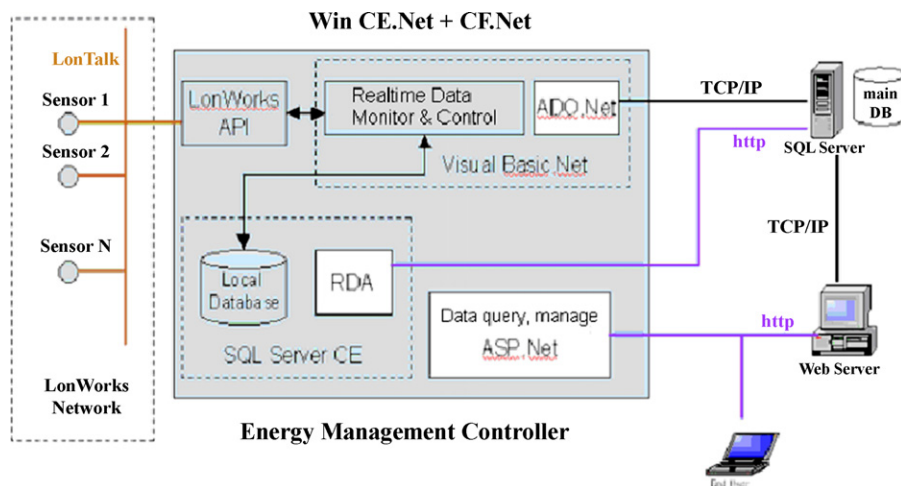 Win CE.Net + CF.Net
LonTalk
Sensor 1
Sensor 2
Sensor N
LonWorks
Network
LonWorks
API
Realtime Data
Monitor & Control
ADO.Net
Visual Basic.Net
Local
Database
RDA
SQL Server CE
Data query, manage
ASP.Net
Energy Management Controller
TCP/IP
http
main
DB
SQL Server
TCP/IP
http
Web Server